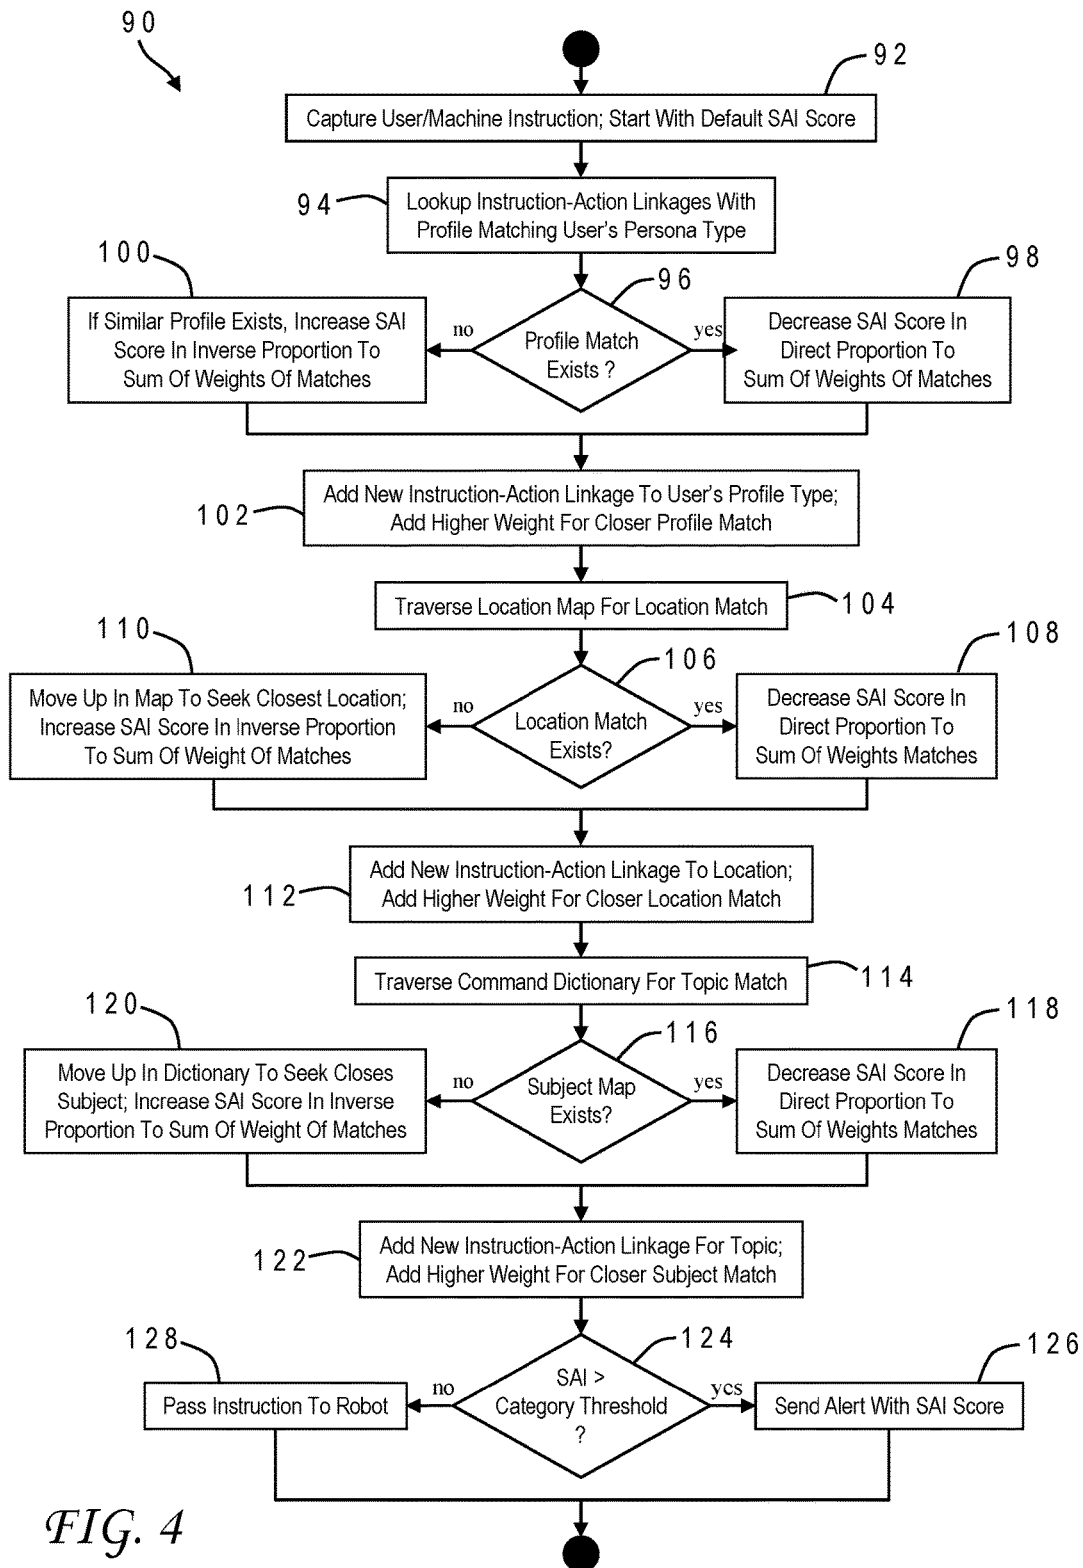 90
92
Capture User/Machine Instruction; Start With Default SAI Score
94
Lookup Instruction-Action Linkages With
Profile Matching User's Persona Type
100
96
98
If Similar Profile Exists, Increase SAI
Score In Inverse Proportion To
Sum Of Weights Of Matches
no
Profile Match
Exists ?
yes
Decrease SAI Score In
Direct Proportion To
Sum Of Weights Of Matches
102
Add New Instruction-Action Linkage To User's Profile Type;
Add Higher Weight For Closer Profile Match
Traverse Location Map For Location Match
104
110
106
108
Move Up In Map To Seek Closest Location;
Increase SAI Score In Inverse Proportion
To Sum Of Weight Of Matches
no
Location Match
Exists?
yes
Decrease SAI Score In
Direct Proportion To
Sum Of Weights Matches
112
Add New Instruction-Action Linkage To Location;
Add Higher Weight For Closer Location Match
Traverse Command Dictionary For Topic Match
114
120
116
118
Move Up In Dictionary To Seek Closes
Subject; Increase SAI Score In Inverse
Proportion To Sum Of Weight Of Matches
no
Subject Map
Exists?
yes
Decrease SAI Score In
Direct Proportion To
Sum Of Weights Matches
122
Add New Instruction-Action Linkage For Topic;
Add Higher Weight For Closer Subject Match
128
124
126
Pass Instruction To Robot
no
SAI >
Category Threshold
?
yes
Send Alert With SAI Score
FIG. 4